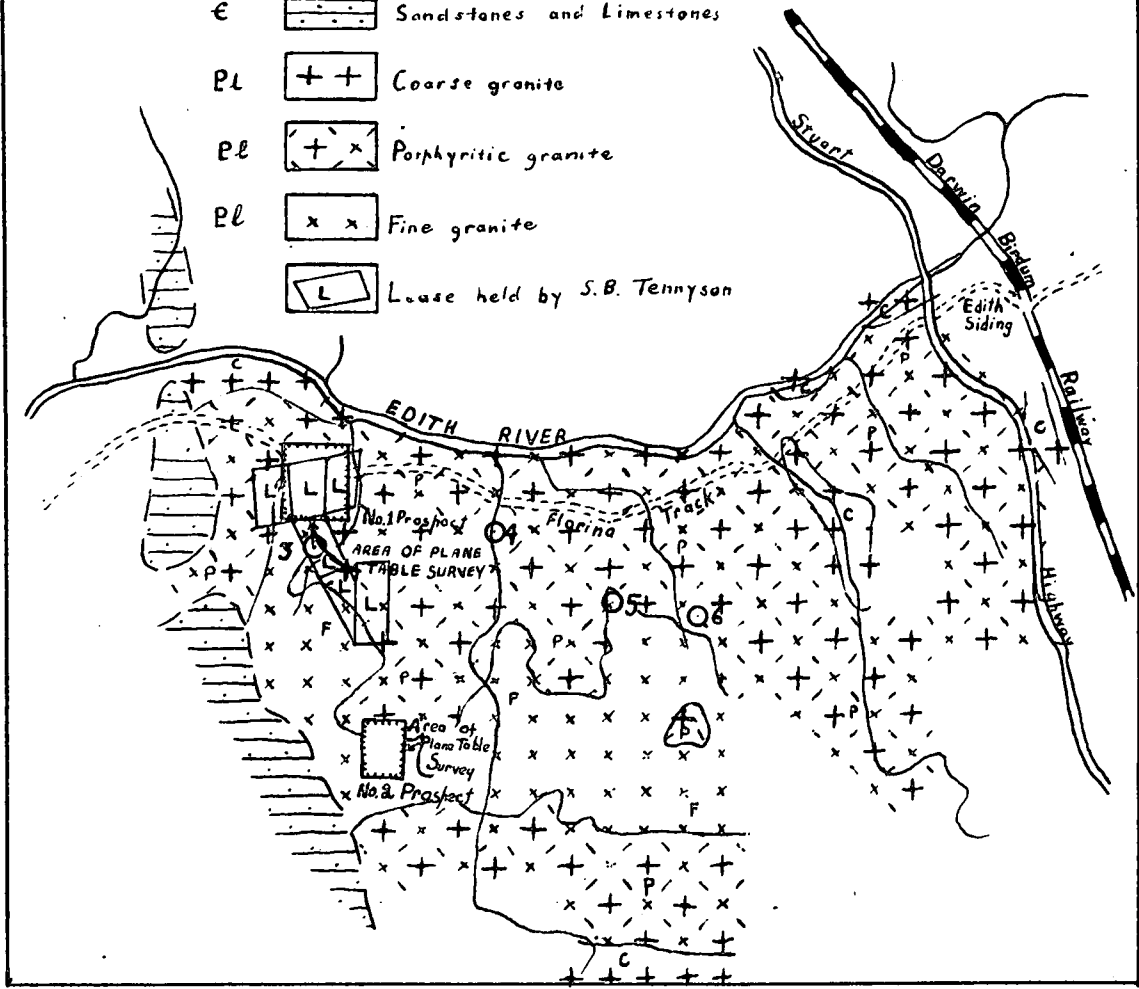 Є Sandstones and Limestones
Pl Coarse granite
Pl Porphyritic granite
Pl Fine granite
L Lease held by S.B. Tennyson
Stuart
Darwin
Birdum
Railway
Edith
Siding
C
P
C
EDITH RIVER
C
P
P
L L L
No.1 Prospect
Florina Track
4
C
3
AREA OF PLANE
TABLE SURVEY
L
L
P
P
5
6
F
P
Highway
P
P
P
P
Area of
Plane Table
Survey
No.2 Prospect
F
P
C